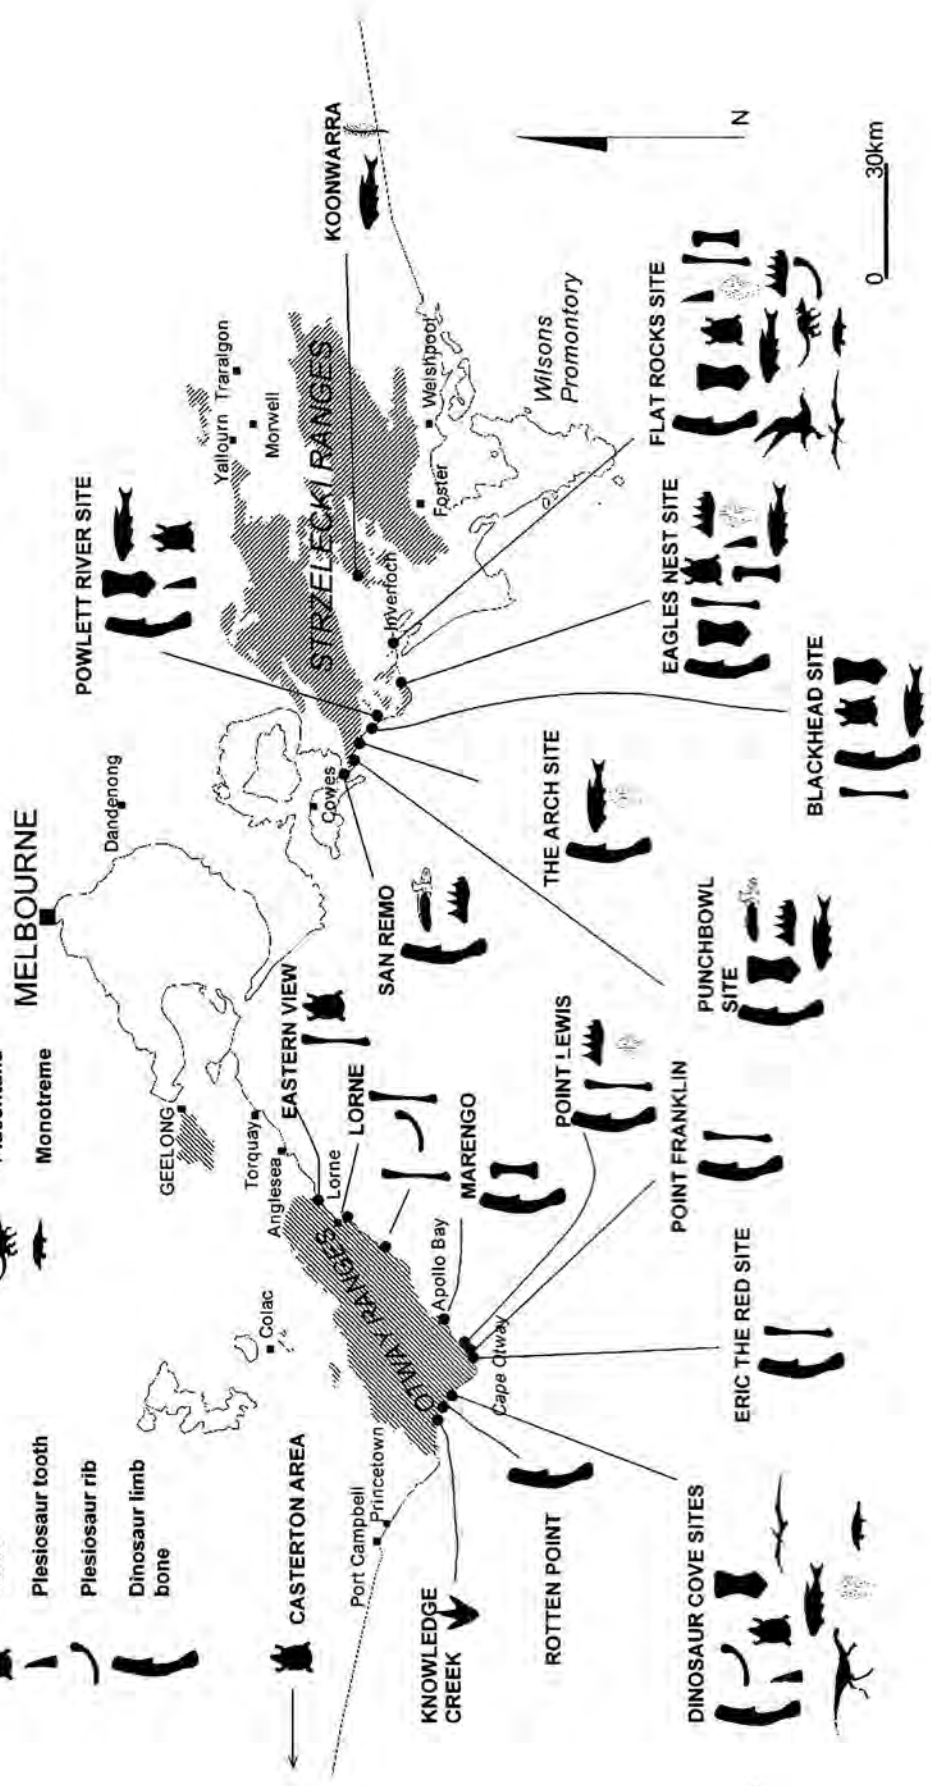 Monotreme
Plesiosaur tooth
Plesiosaur rib
Dinosaur limb
bone
CASTERTON AREA
MELBOURNE
Dandenong
GEELONG
Torquay
Anglesea
Colac
Lorne
Apollo Bay
Cape Otway
Port Campbell
Princetown
OTWAY RANGES
Cowes
Yallourn
Traralgon
Morwell
STRZELECKI RANGES
Foster
Welshpool
Inverloch
Wilsons
Promontory
POWLETT RIVER SITE
KOONWARRA
EASTERN VIEW
LORNE
MARENGO
SAN REMO
POINT LEWIS
POINT FRANKLIN
ERIC THE RED SITE
DINOSAUR COVE SITES
ROTTEN POINT
KNOWLEDGE
CREEK
PUNCHBOWL
SITE
THE ARCH SITE
BLACKHEAD SITE
EAGLES NEST SITE
FLAT ROCKS SITE
N
0
30km